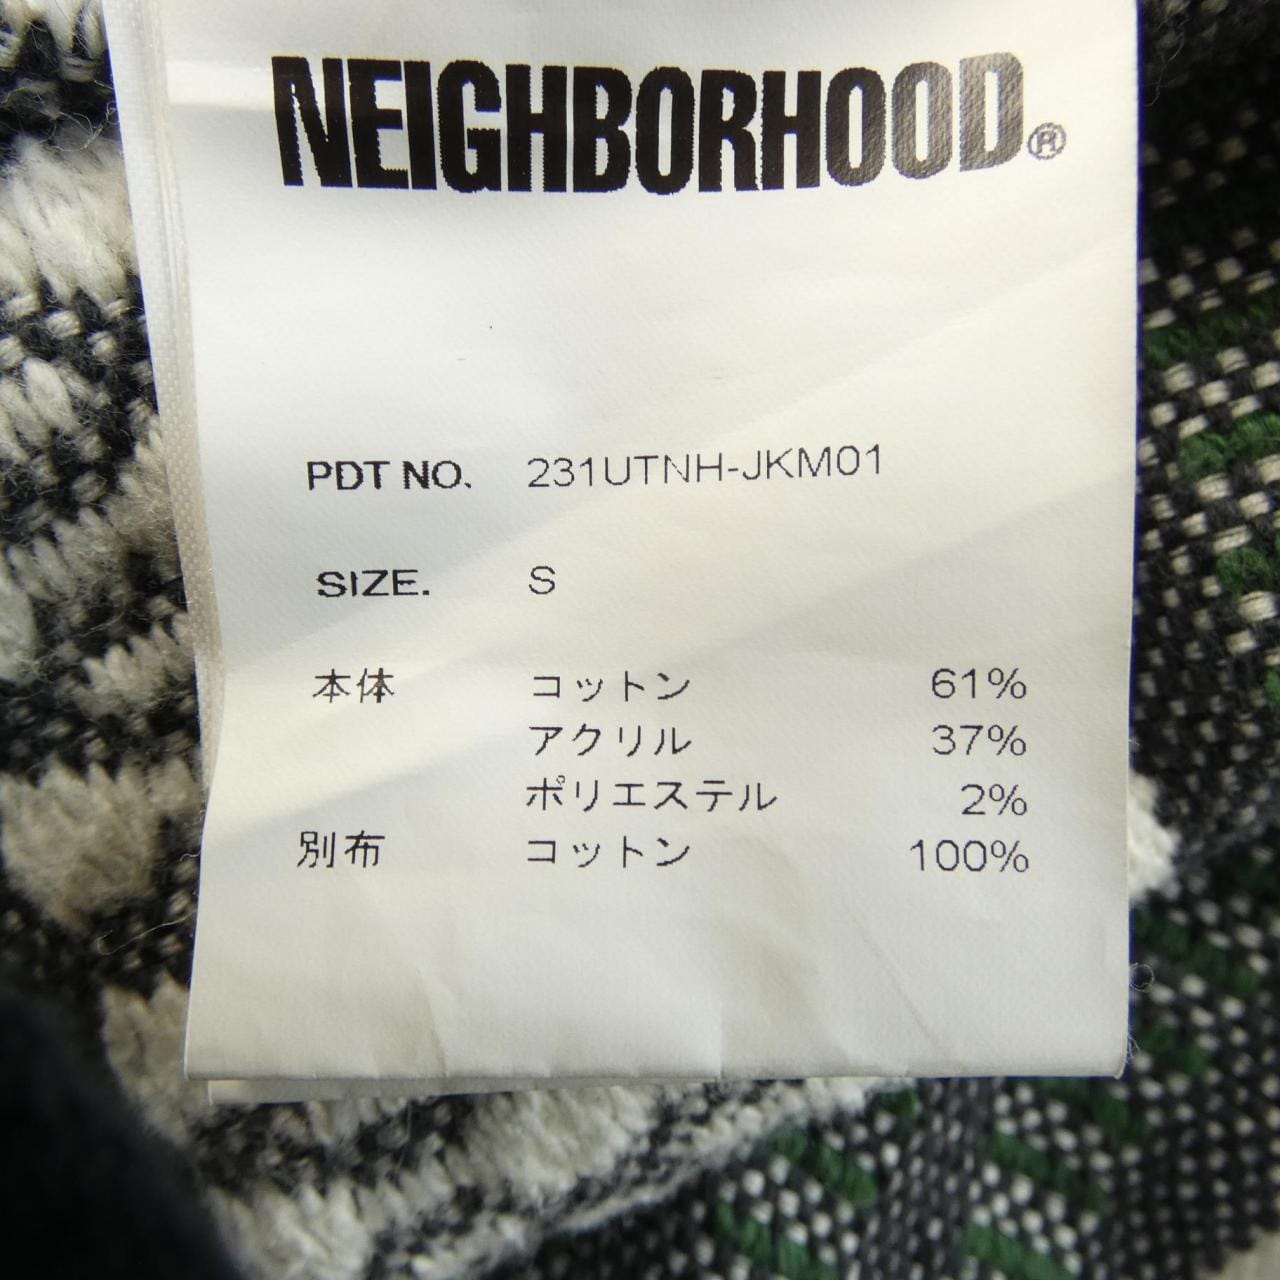 NEIGHBORHOOD®
PDT NO. 231UTNH-JKM01
SIZE. S
本体 コットン 61%
アクリル 37%
ポリエステル 2%
別布 コットン 100%